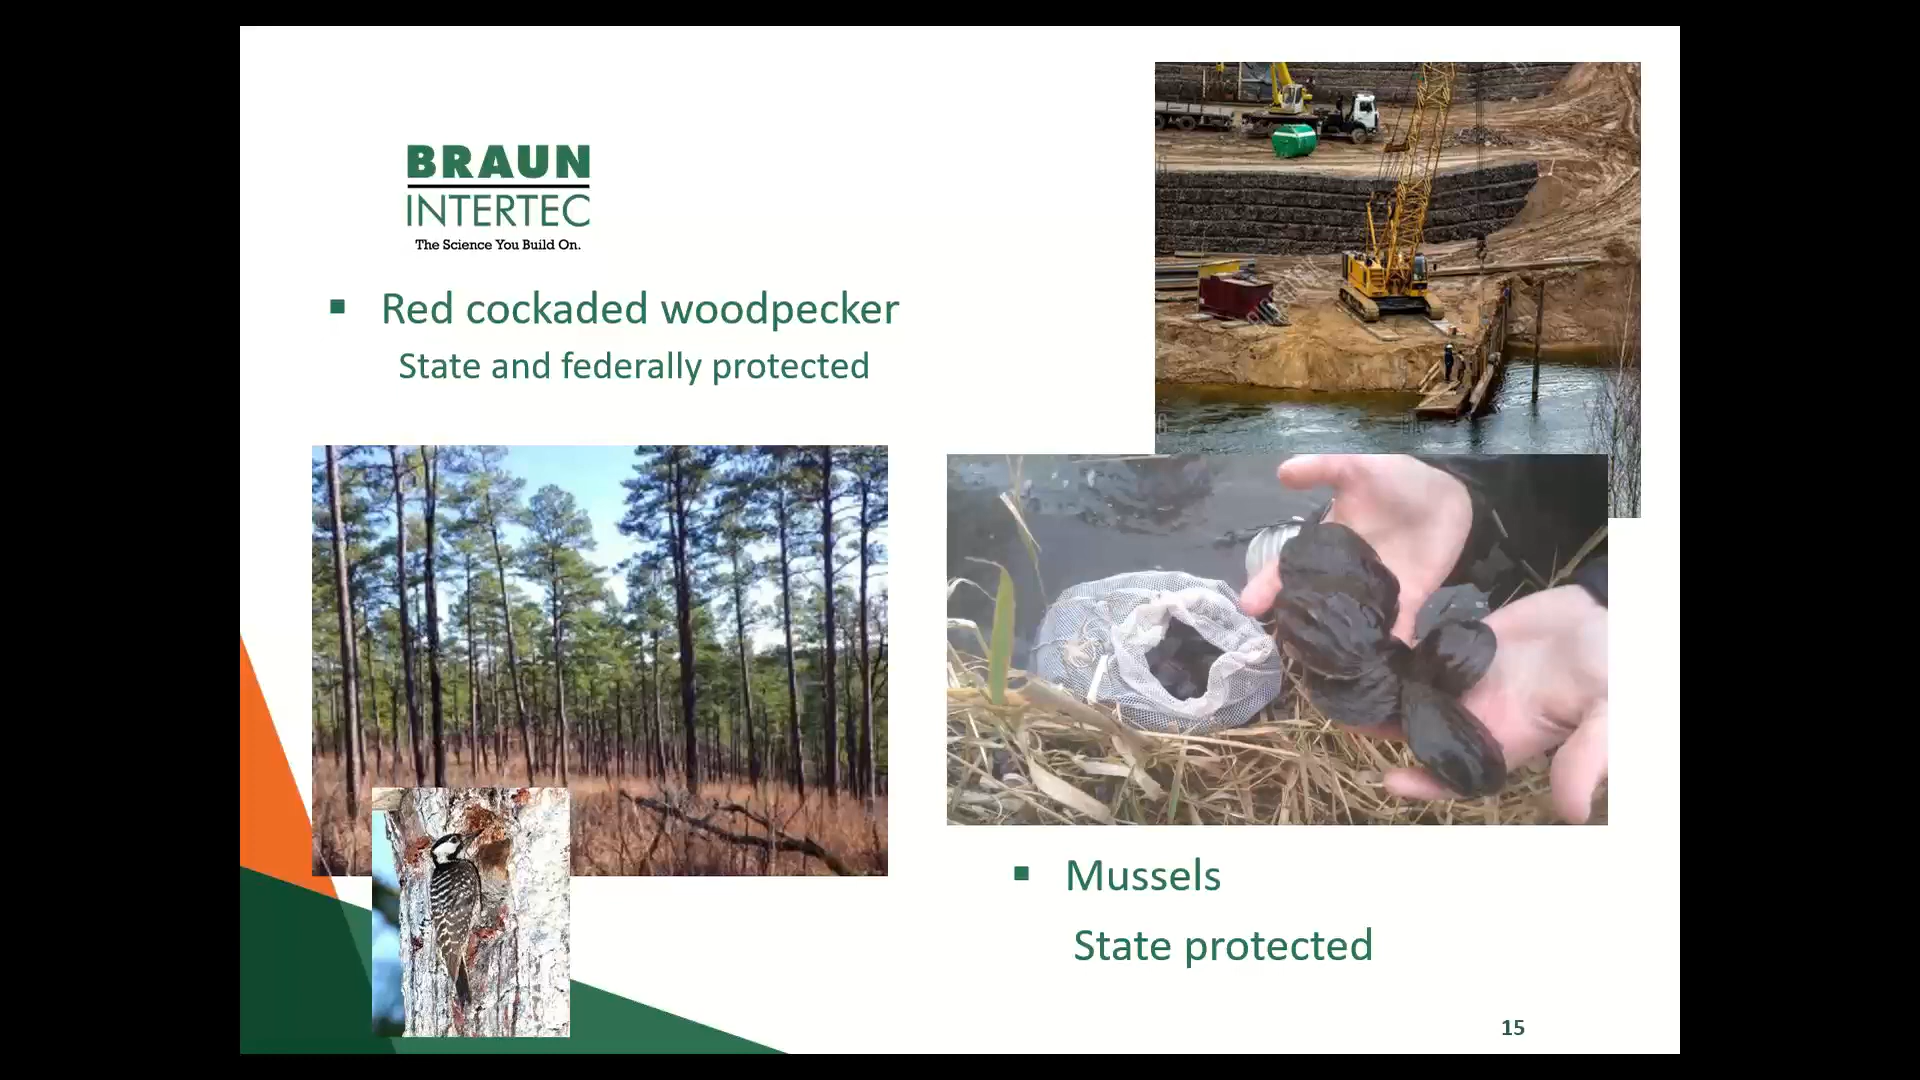 BRAUN
INTERTEC
The Science You Build On.
▪ Red cockaded woodpecker
State and federally protected
▪ Mussels
State protected
15